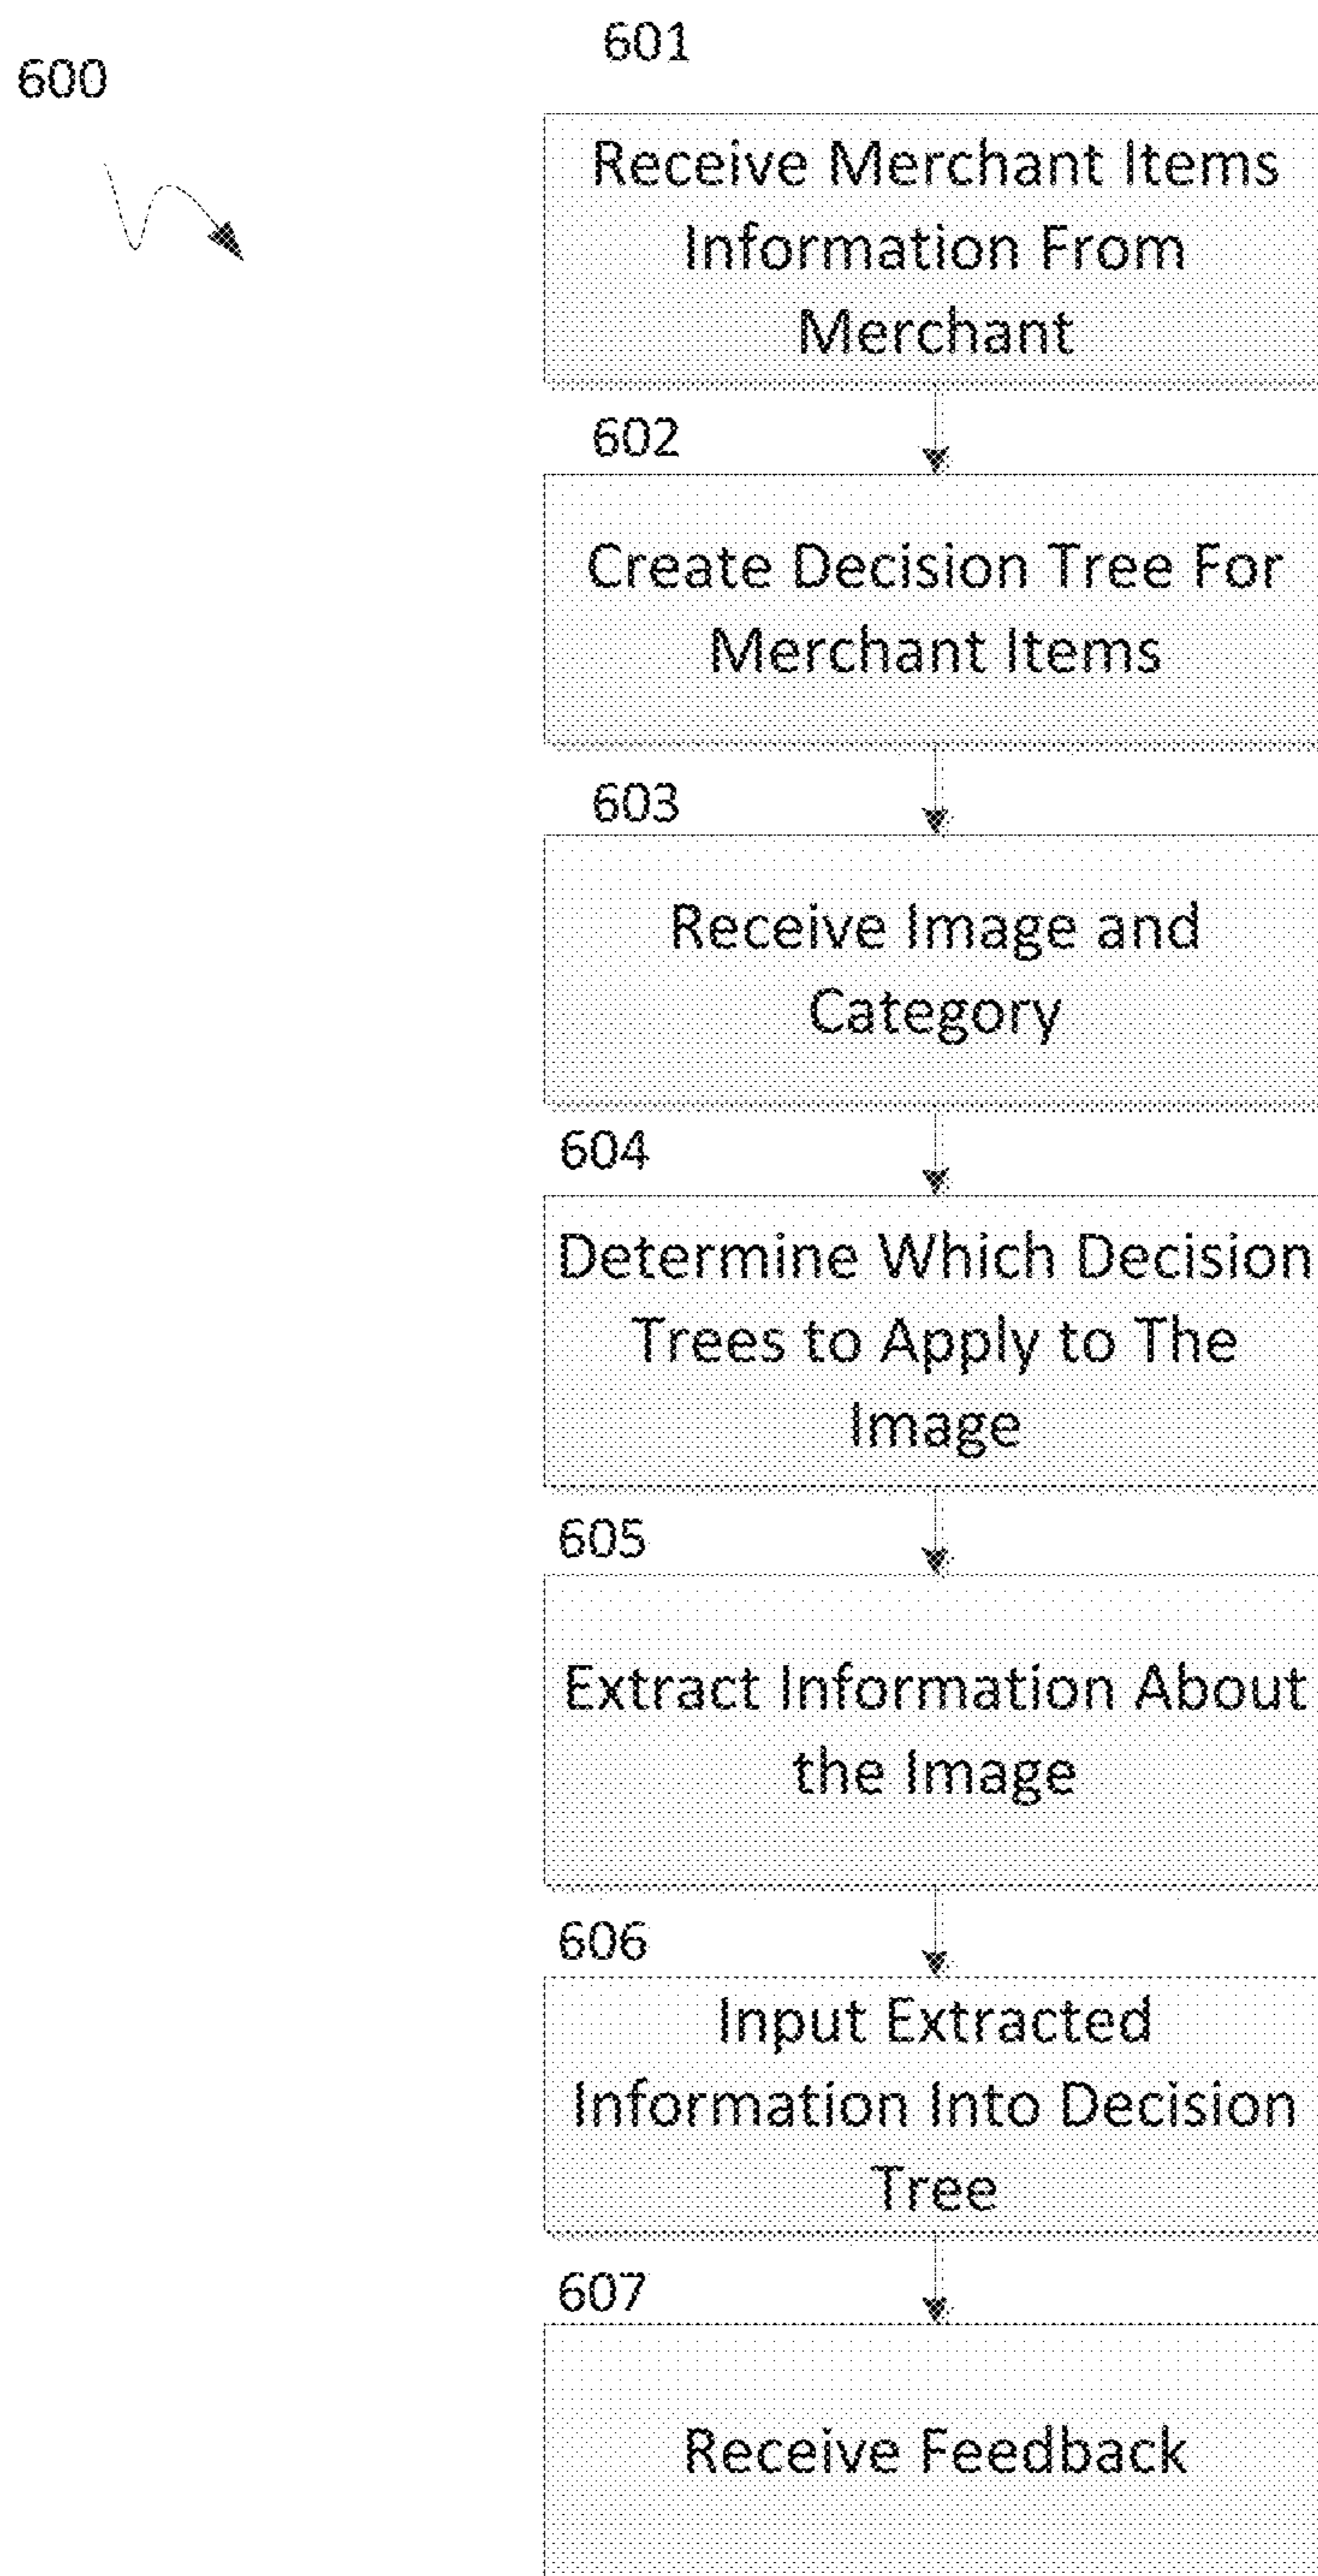 601
600
Receive Merchant Items
Information From
Merchant
602
Create Decision Tree For
Merchant Items
603
Receive Image and
Category
604
Determine Which Decision
Trees to Apply to The
Image
605
Extract Information About
the Image
606
Input Extracted
Information Into Decision
Tree
607
Receive Feedback